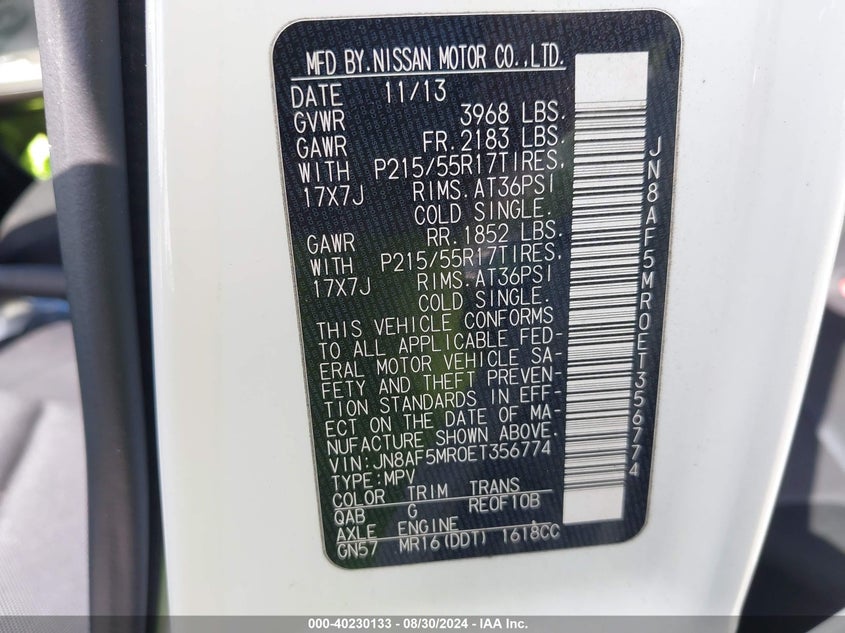 MFD BY.NISSAN MOTOR CO.,LTD.
DATE 11/13
GVWR 3968 LBS.
GAWR FR.2183 LBS.
WITH P215/55R17TIRES.
17X7J RIMS.AT36PSI
COLD SINGLE.
GAWR RR.1852 LBS.
WITH P215/55R17TIRES.
17X7J RIMS.AT36PSI
COLD SINGLE.
THIS VEHICLE CONFORMS
TO ALL APPLICABLE FED-
ERAL MOTOR VEHICLE SA-
FETY AND THEFT PREVEN-
TION STANDARDS IN EFF-
ECT ON THE DATE OF MA-
NUFACTURE SHOWN ABOVE.
VIN:JN8AF5MR0ET356774
TYPE:MPV
COLOR TRIM TRANS
QAB G RE0F10B
AXLE ENGINE
GN57 MR16(DDT) 1618CC
JN8AF5MR0ET356774
000-40230133 - 08/30/2024 - IAA Inc.